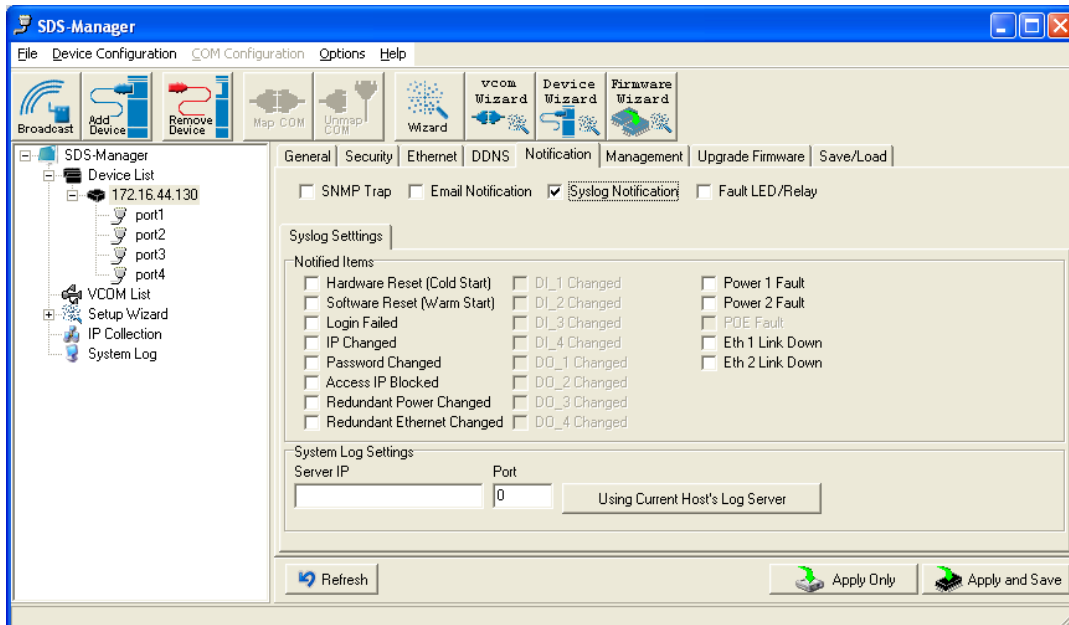 SDS-Manager
File Device Configuration COM Configuration Options Help
Broadcast
Add Device
Remove Device
Map COM
Unmap COM
Wizard
vcom Wizard
Device Wizard
Firmware Wizard
SDS-Manager
Device List
172.16.44.130
port1
port2
port3
port4
VCOM List
Setup Wizard
IP Collection
System Log
General Security Ethernet DDNS Notification Management Upgrade Firmware Save/Load
SNMP Trap Email Notification Syslog Notification Fault LED/Relay
Syslog Setttings
Notified Items
Hardware Reset (Cold Start) DI_1 Changed Power 1 Fault
Software Reset (Warm Start) DI_2 Changed Power 2 Fault
Login Failed DI_3 Changed POE Fault
IP Changed DI_4 Changed Eth 1 Link Down
Password Changed DO_1 Changed Eth 2 Link Down
Access IP Blocked DO_2 Changed
Redundant Power Changed DO_3 Changed
Redundant Ethernet Changed DO_4 Changed
System Log Settings
Server IP Port
0 Using Current Host's Log Server
Refresh Apply Only Apply and Save